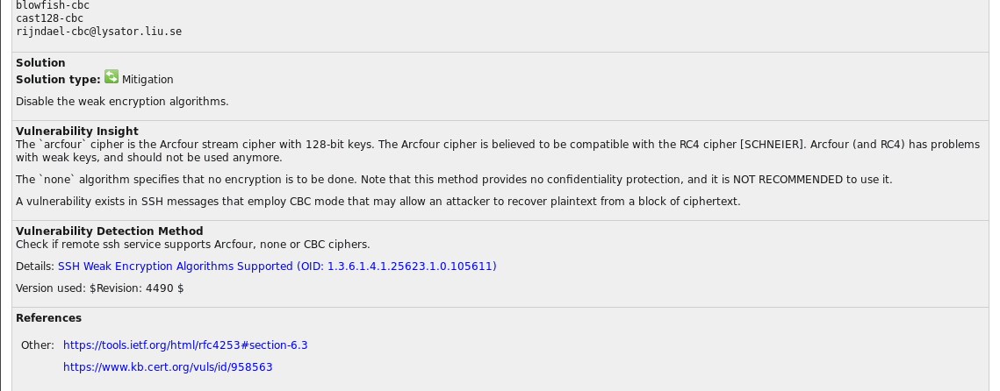 blowfish-cbc
cast128-cbc
rijndael-cbc@lysator.liu.se
Solution
Solution type: Mitigation
Disable the weak encryption algorithms.
Vulnerability Insight
The `arcfour` cipher is the Arcfour stream cipher with 128-bit keys. The Arcfour cipher is believed to be compatible with the RC4 cipher [SCHNEIER]. Arcfour (and RC4) has problems
with weak keys, and should not be used anymore.
The `none` algorithm specifies that no encryption is to be done. Note that this method provides no confidentiality protection, and it is NOT RECOMMENDED to use it.
A vulnerability exists in SSH messages that employ CBC mode that may allow an attacker to recover plaintext from a block of ciphertext.
Vulnerability Detection Method
Check if remote ssh service supports Arcfour, none or CBC ciphers.
Details: SSH Weak Encryption Algorithms Supported (OID: 1.3.6.1.4.1.25623.1.0.105611)
Version used: $Revision: 4490 $
References
Other: https://tools.ietf.org/html/rfc4253#section-6.3
https://www.kb.cert.org/vuls/id/958563